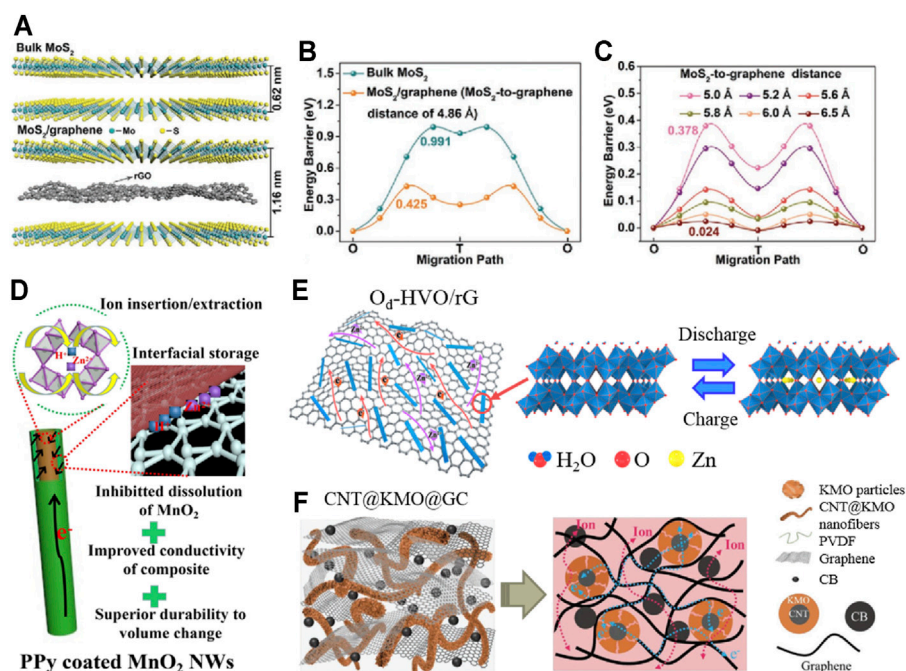 A
Bulk MoS₂
0.62 nm
MoS₂/graphene
–Mo –S
rGO
1.16 nm
B
1.5
1.2
0.9
0.6
0.3
0.0
Energy Barrier (eV)
Bulk MoS₂
MoS₂/graphene (MoS₂-to-graphene
distance of 4.86 Å)
0.991
0.425
O T O
Migration Path
C
0.6
0.5
0.4
0.3
0.2
0.1
0.0
Energy Barrier (eV)
MoS₂-to-graphene distance
5.0 Å 5.2 Å 5.6 Å
5.8 Å 6.0 Å 6.5 Å
0.378
0.024
O T O
Migration Path
D
Ion insertion/extraction
H⁺
Zn²⁺
Interfacial storage
e⁻
Inhibitted dissolution
of MnO₂
Improved conductivity
of composite
Superior durability to
volume change
PPy coated MnO₂ NWs
E
O_d-HVO/rG
Discharge
Charge
H₂O O Zn
F
CNT@KMO@GC
Ion
Ion
Ion
e⁻
KMO particles
CNT@KMO
nanofibers
PVDF
Graphene
CB
KMO
CNT
CB
Graphene